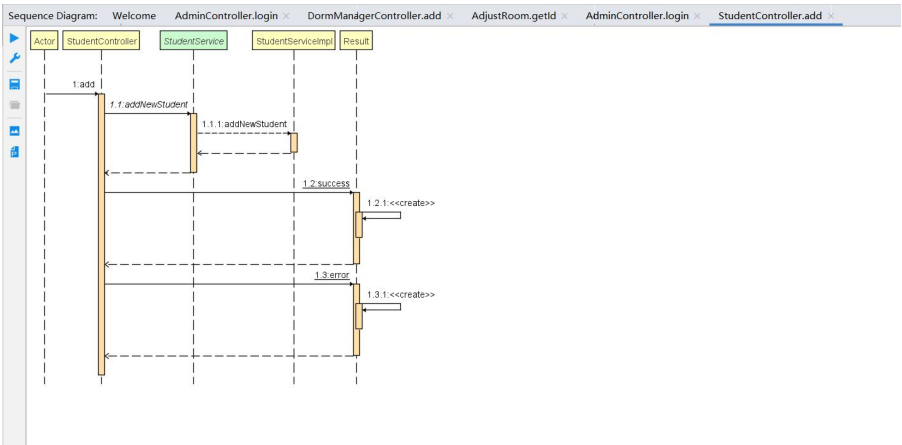 Sequence Diagram: Welcome AdminController.login × DormManagerController.add × AdjustRoom.getId × AdminController.login × StudentController.add ×
Actor StudentController StudentService StudentServiceImpl Result
1:add
1.1:addNewStudent
1.1.1:addNewStudent
1.2:success
1.2.1:<<create>>
1.3:error
1.3.1:<<create>>